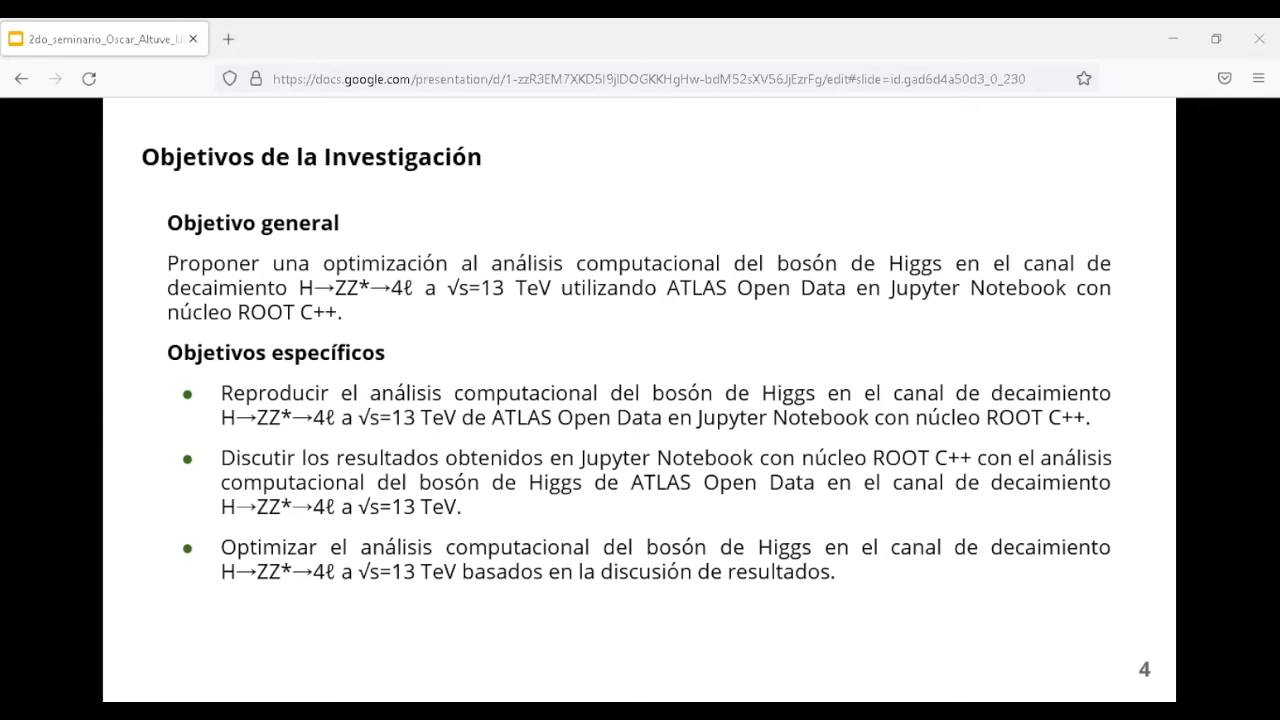 2do_seminario_Oscar_Altuve_U
https://docs.google.com/presentation/d/1-zzR3EM7XKD5I9jlDOGKKHgHw-bdM52sXV56JjEzrFg/edit#slide=id.gad6d4a50d3_0_230
Objetivos de la Investigación
Objetivo general
Proponer una optimización al análisis computacional del bosón de Higgs en el canal de
decaimiento H→ZZ*→4ℓ a √s=13 TeV utilizando ATLAS Open Data en Jupyter Notebook con
núcleo ROOT C++.
Objetivos específicos
● Reproducir el análisis computacional del bosón de Higgs en el canal de decaimiento
H→ZZ*→4ℓ a √s=13 TeV de ATLAS Open Data en Jupyter Notebook con núcleo ROOT C++.
● Discutir los resultados obtenidos en Jupyter Notebook con núcleo ROOT C++ con el análisis
computacional del bosón de Higgs de ATLAS Open Data en el canal de decaimiento
H→ZZ*→4ℓ a √s=13 TeV.
● Optimizar el análisis computacional del bosón de Higgs en el canal de decaimiento
H→ZZ*→4ℓ a √s=13 TeV basados en la discusión de resultados.
4